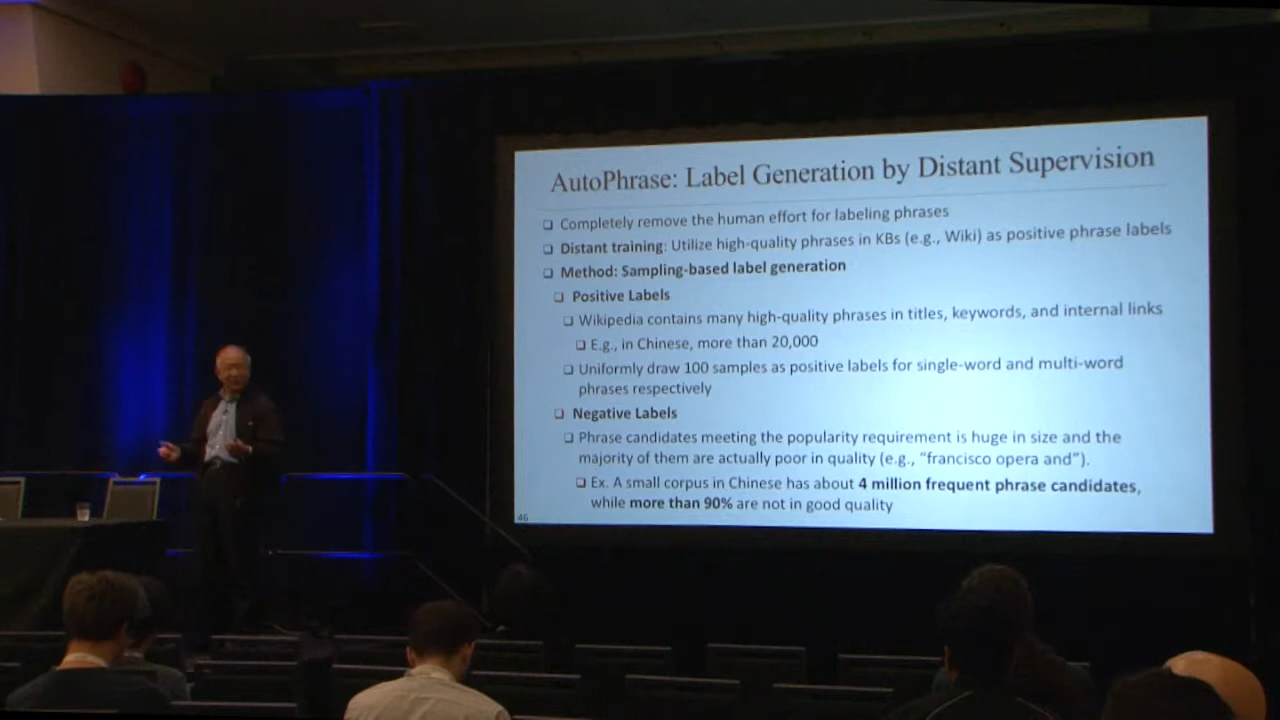 AutoPhrase: Label Generation by Distant Supervision
❑ Completely remove the human effort for labeling phrases
❑ Distant training: Utilize high-quality phrases in KBs (e.g., Wiki) as positive phrase labels
❑ Method: Sampling-based label generation
❑ Positive Labels
❑ Wikipedia contains many high-quality phrases in titles, keywords, and internal links
❑ E.g., in Chinese, more than 20,000
❑ Uniformly draw 100 samples as positive labels for single-word and multi-word
phrases respectively
❑ Negative Labels
❑ Phrase candidates meeting the popularity requirement is huge in size and the
majority of them are actually poor in quality (e.g., “francisco opera and”).
❑ Ex. A small corpus in Chinese has about 4 million frequent phrase candidates,
while more than 90% are not in good quality
46